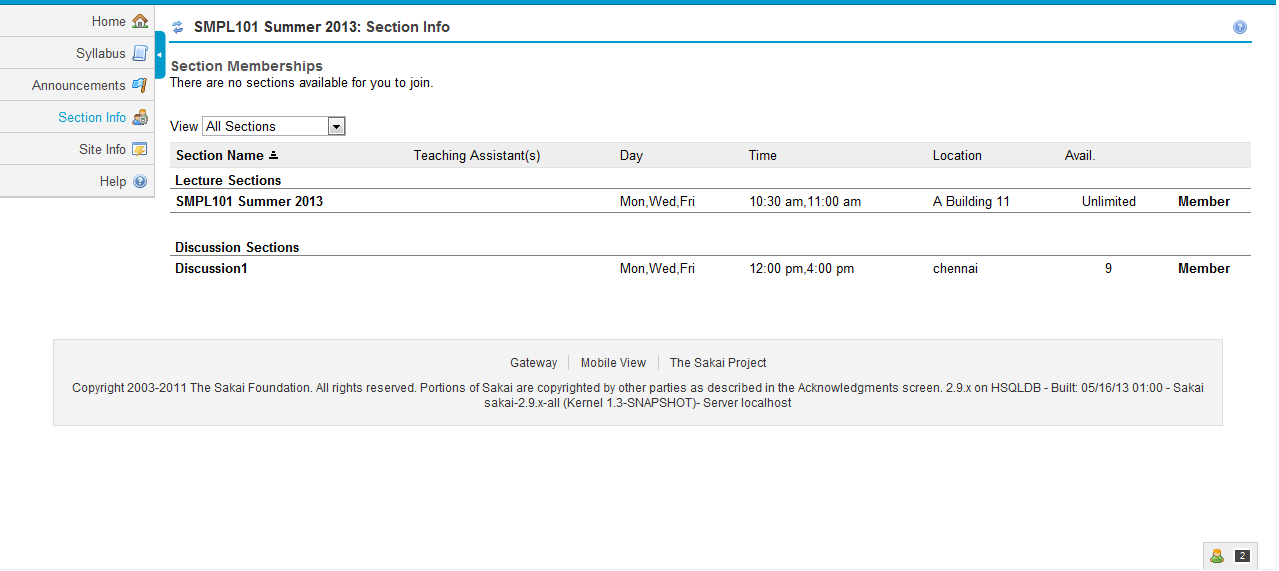 Home
Syllabus
Announcements
Section Info
Site Info
Help
SMPL101 Summer 2013: Section Info
Section Memberships
There are no sections available for you to join.
View All Sections
Section Name Teaching Assistant(s) Day Time Location Avail.
Lecture Sections
SMPL101 Summer 2013 Mon,Wed,Fri 10:30 am,11:00 am A Building 11 Unlimited Member
Discussion Sections
Discussion1 Mon,Wed,Fri 12:00 pm,4:00 pm chennai 9 Member
Gateway Mobile View The Sakai Project
Copyright 2003-2011 The Sakai Foundation. All rights reserved. Portions of Sakai are copyrighted by other parties as described in the Acknowledgments screen. 2.9.x on HSQLDB - Built: 05/16/13 01:00 - Sakai
sakai-2.9.x-all (Kernel 1.3-SNAPSHOT)- Server localhost
2